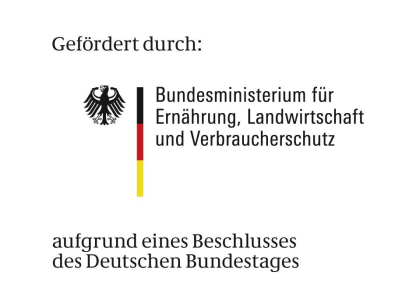 Gefördert durch:
Bundesministerium für
Ernährung, Landwirtschaft
und Verbraucherschutz
aufgrund eines Beschlusses
des Deutschen Bundestages